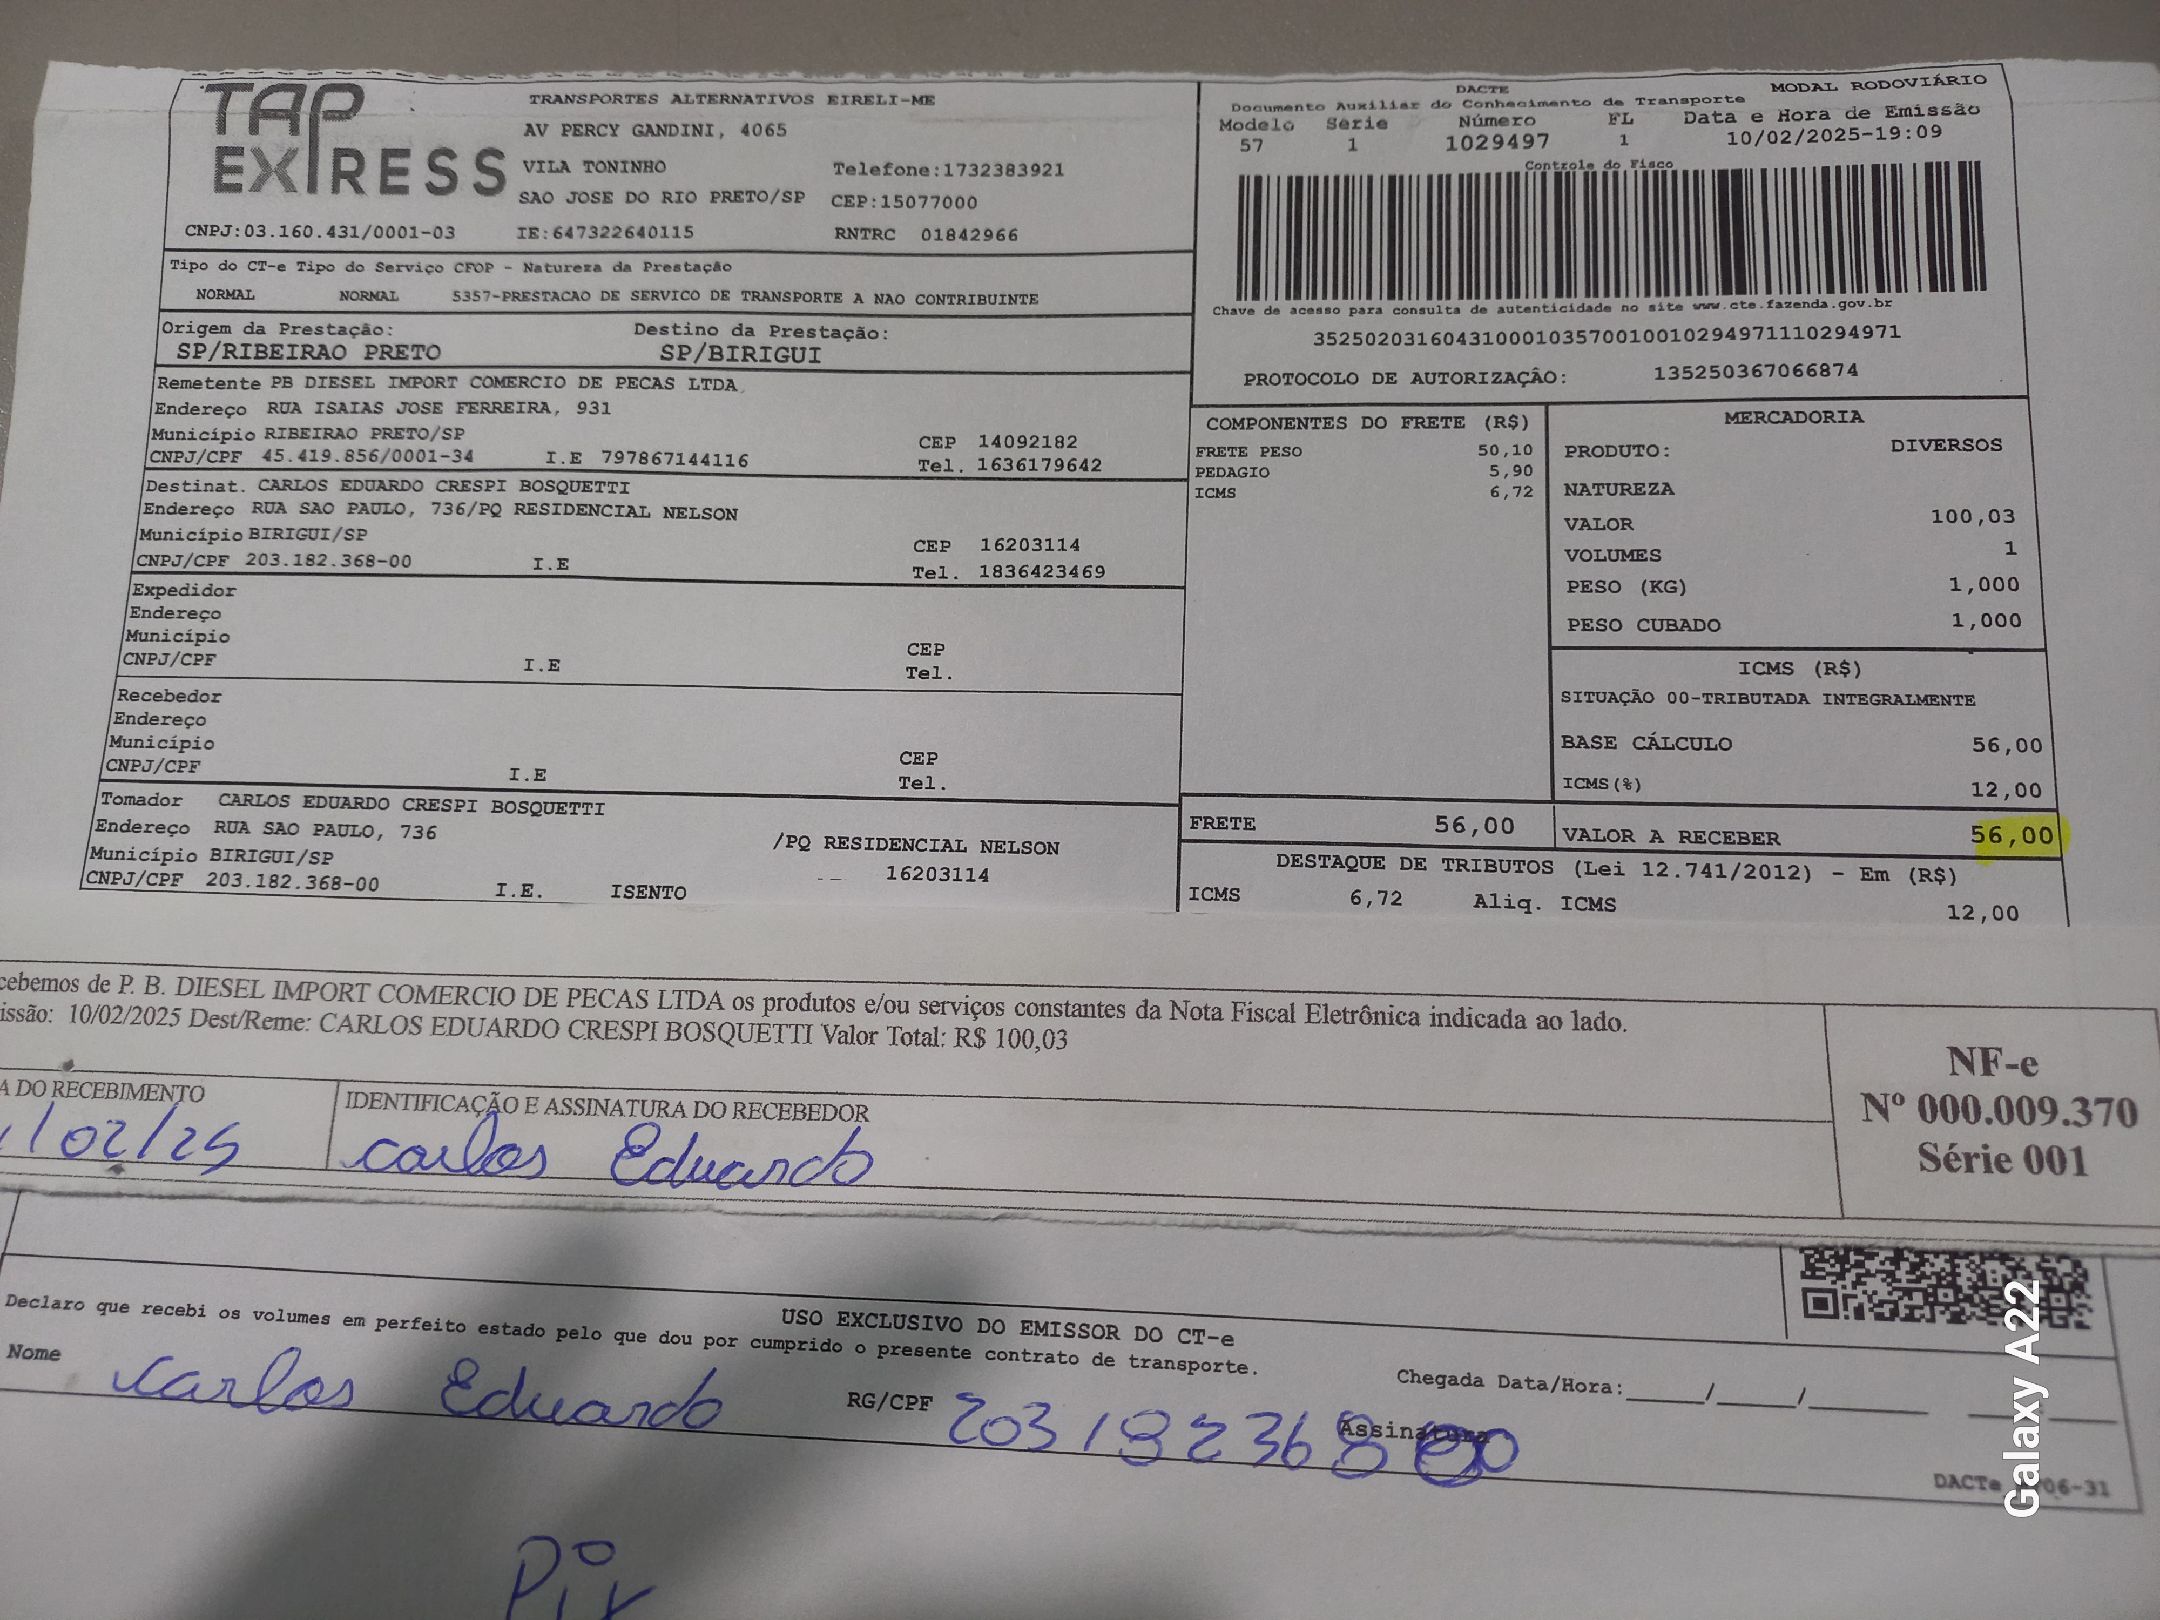 TAP EXPRESS
TRANSPORTES ALTERNATIVOS EIRELI-ME
AV PERCY GANDINI, 4065
VILA TONINHO Telefone:1732383921
SAO JOSE DO RIO PRETO/SP CEP:15077000
CNPJ:03.160.431/0001-03 IE:647322640115 RNTRC 01842966
Tipo do CT-e Tipo do Serviço CFOP - Natureza da Prestação
NORMAL NORMAL 5357-PRESTACAO DE SERVICO DE TRANSPORTE A NAO CONTRIBUINTE
Origem da Prestação: Destino da Prestação:
SP/RIBEIRAO PRETO SP/BIRIGUI
Remetente PB DIESEL IMPORT COMERCIO DE PECAS LTDA
Endereço RUA ISAIAS JOSE FERREIRA, 931
Município RIBEIRAO PRETO/SP CEP 14092182
CNPJ/CPF 45.419.856/0001-34 I.E 797867144116 Tel. 1636179642
Destinat. CARLOS EDUARDO CRESPI BOSQUETTI
Endereço RUA SAO PAULO, 736/PQ RESIDENCIAL NELSON
Município BIRIGUI/SP CEP 16203114
CNPJ/CPF 203.182.368-00 I.E Tel. 1836423469
Expedidor
Endereço
Município CEP
CNPJ/CPF I.E Tel.
Recebedor
Endereço
Município CEP
CNPJ/CPF I.E Tel.
Tomador CARLOS EDUARDO CRESPI BOSQUETTI
Endereço RUA SAO PAULO, 736 /PQ RESIDENCIAL NELSON
Município BIRIGUI/SP 16203114
CNPJ/CPF 203.182.368-00 I.E. ISENTO
DACTE MODAL RODOVIÁRIO
Documento Auxiliar do Conhecimento de Transporte
Modelo Série Número FL Data e Hora de Emissão
57 1 1029497 1 10/02/2025-19:09
Controle do Fisco
Chave de acesso para consulta de autenticidade no site www.cte.fazenda.gov.br
35250203160431000103570010010294971110294971
PROTOCOLO DE AUTORIZAÇÂO: 135250367066874
COMPONENTES DO FRETE (R$)
FRETE PESO 50,10
PEDAGIO 5,90
ICMS 6,72
MERCADORIA
PRODUTO: DIVERSOS
NATUREZA
VALOR 100,03
VOLUMES 1
PESO (KG) 1,000
PESO CUBADO 1,000
ICMS (R$)
SITUAÇÃO 00-TRIBUTADA INTEGRALMENTE
BASE CÁLCULO 56,00
ICMS(%) 12,00
FRETE 56,00 VALOR A RECEBER 56,00
DESTAQUE DE TRIBUTOS (Lei 12.741/2012) - Em (R$)
ICMS 6,72 Aliq. ICMS 12,00
cebemos de P. B. DIESEL IMPORT COMERCIO DE PECAS LTDA os produtos e/ou serviços constantes da Nota Fiscal Eletrônica indicada ao lado.
issão: 10/02/2025 Dest/Reme: CARLOS EDUARDO CRESPI BOSQUETTI Valor Total: R$ 100,03
A DO RECEBIMENTO IDENTIFICAÇÃO E ASSINATURA DO RECEBEDOR
/02/25 Carlos Eduardo
NF-e
Nº 000.009.370
Série 001
USO EXCLUSIVO DO EMISSOR DO CT-e
Declaro que recebi os volumes em perfeito estado pelo que dou por cumprido o presente contrato de transporte.
Nome Carlos Eduardo RG/CPF 203182368 00 Assinatura
Chegada Data/Hora:_____/_____/_______
DACTe 06-31
Pix
Galaxy A22